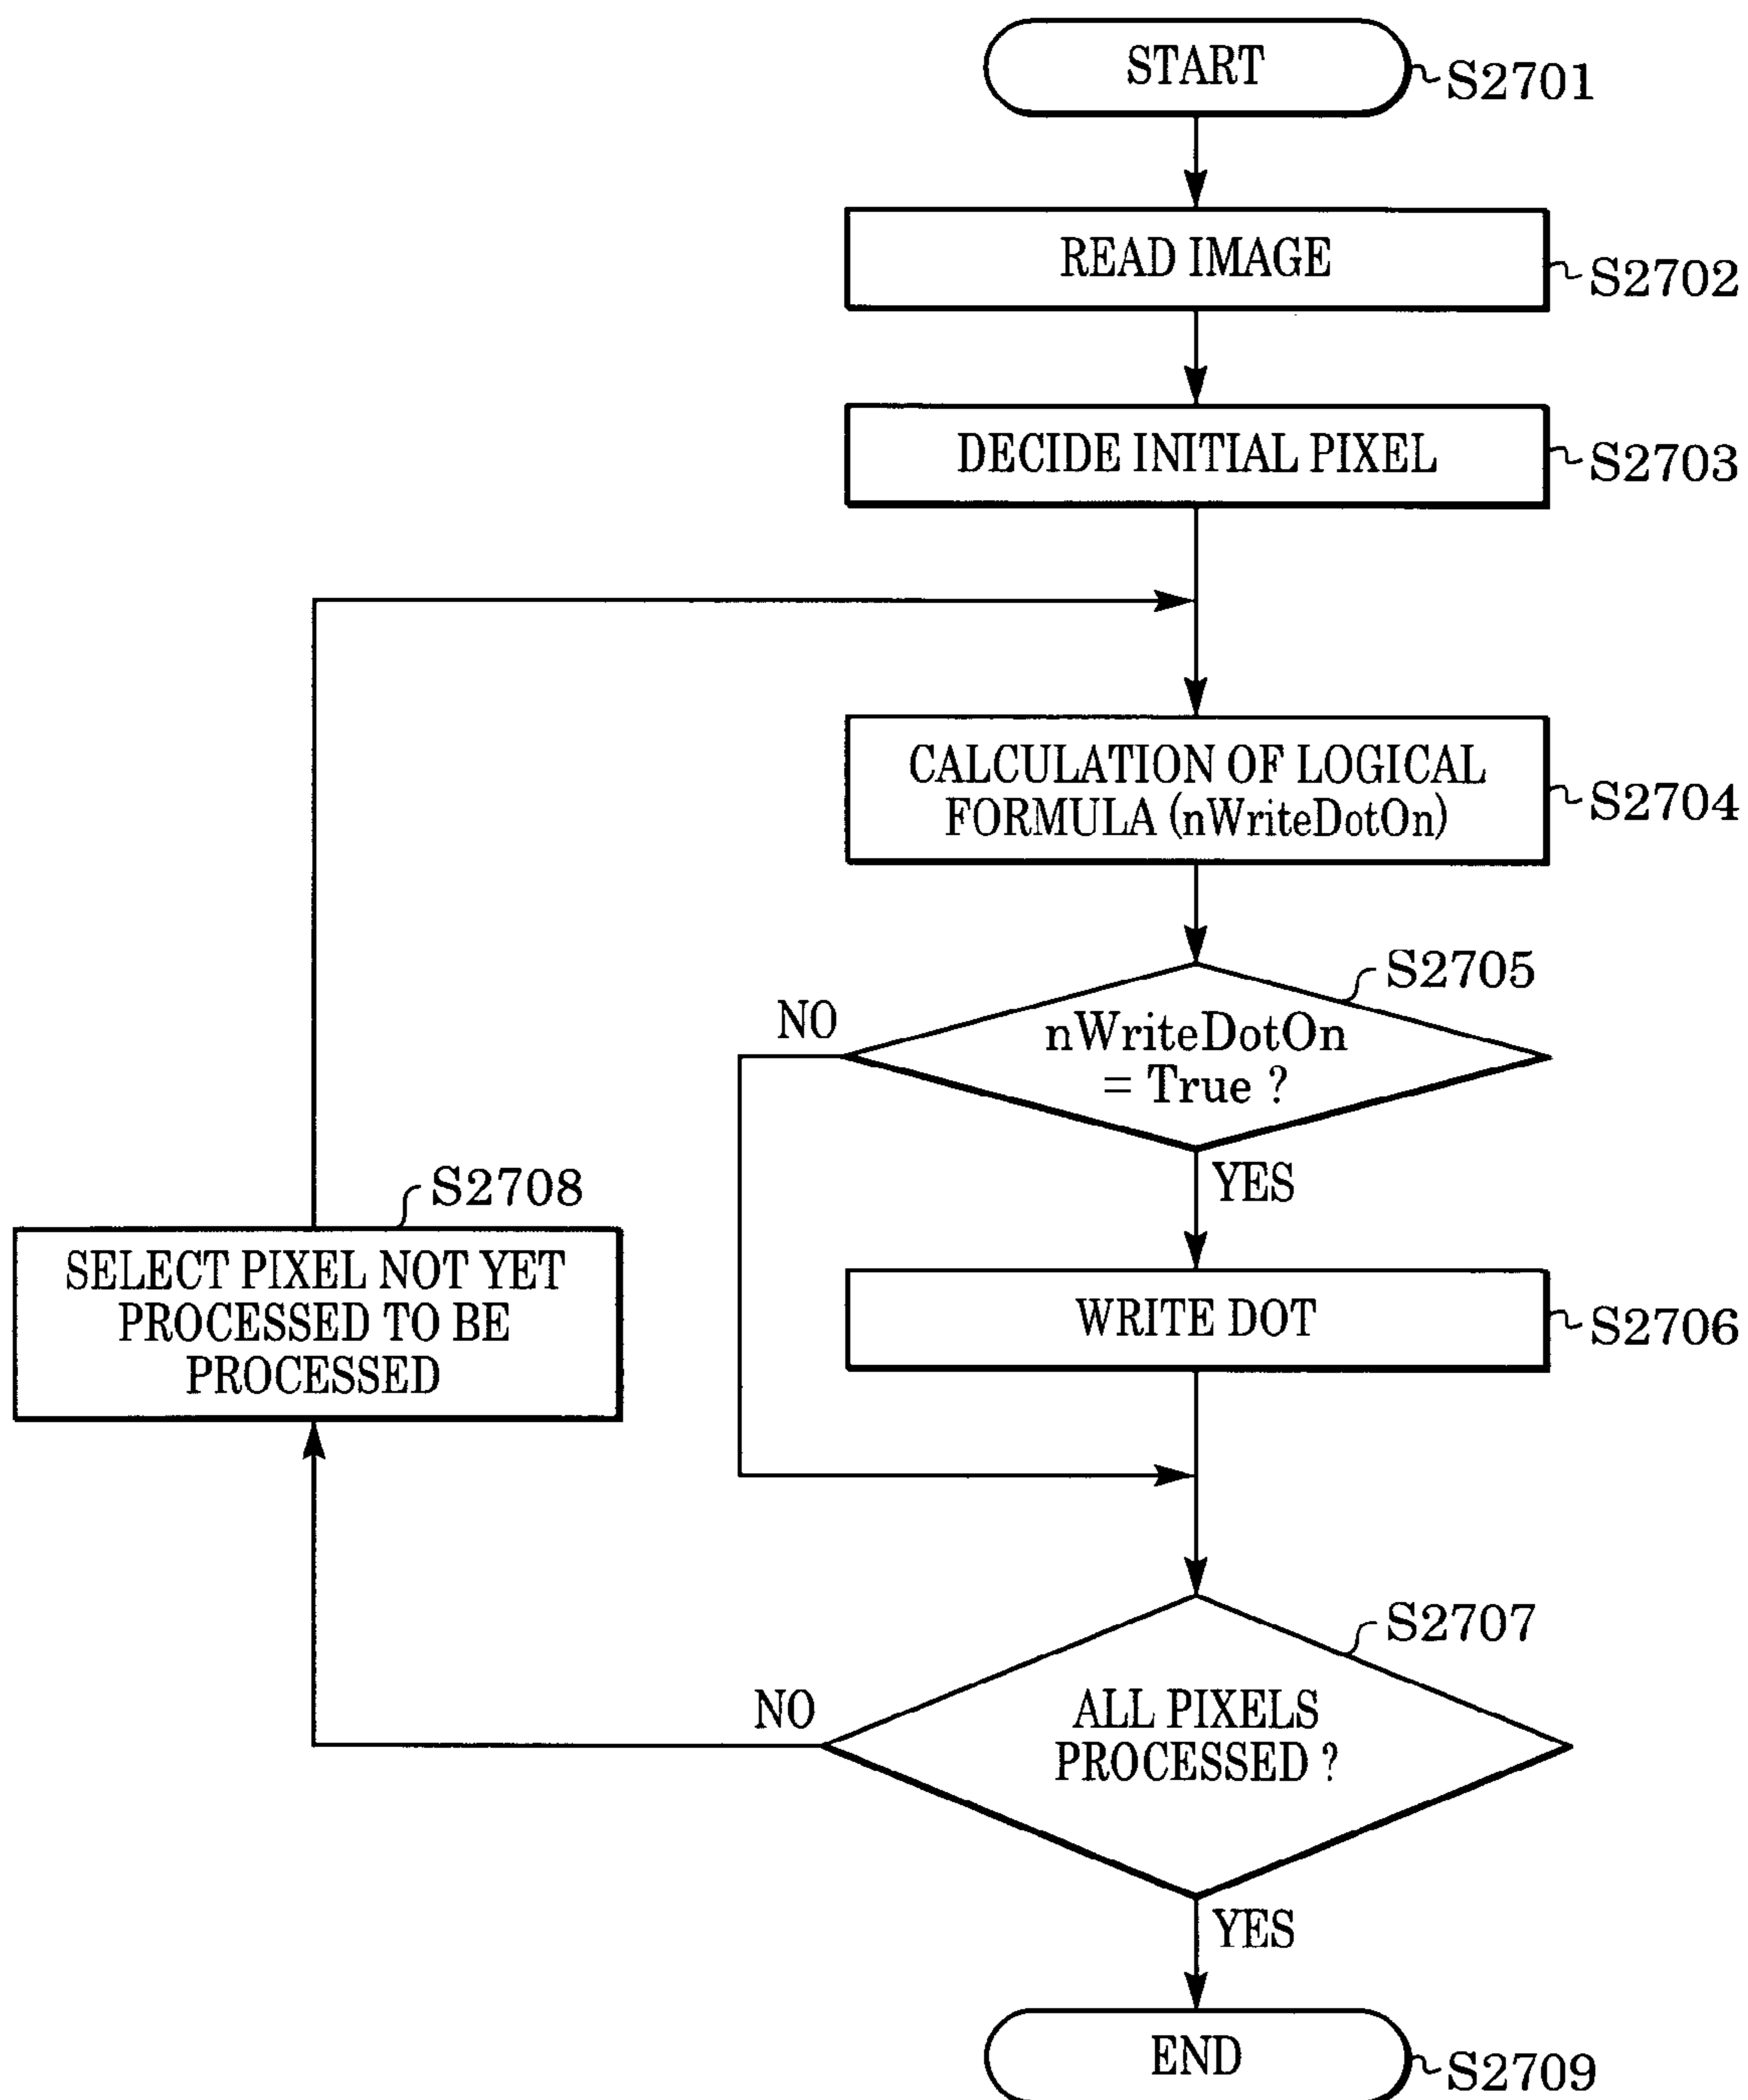 START
S2701
READ IMAGE
S2702
DECIDE INITIAL PIXEL
S2703
CALCULATION OF LOGICAL
FORMULA (nWriteDotOn)
S2704
S2705
NO
nWriteDotOn
= True ?
YES
S2708
SELECT PIXEL NOT YET
PROCESSED TO BE
PROCESSED
WRITE DOT
S2706
S2707
NO
ALL PIXELS
PROCESSED ?
YES
END
S2709